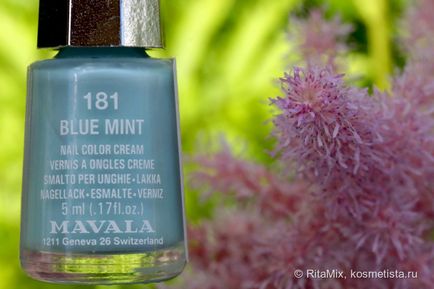 181
BLUE MINT
NAIL COLOR CREAM
VERNIS A ONGLES CREME
SMALTO PER UNGHIE•LAKKA
NAGELLACK•ESMALTE•VERNIZ
5 ml (.17fl.oz.)
MAVALA
1211 Geneva 26 Switzerland
© RitaMix, kosmetista.ru